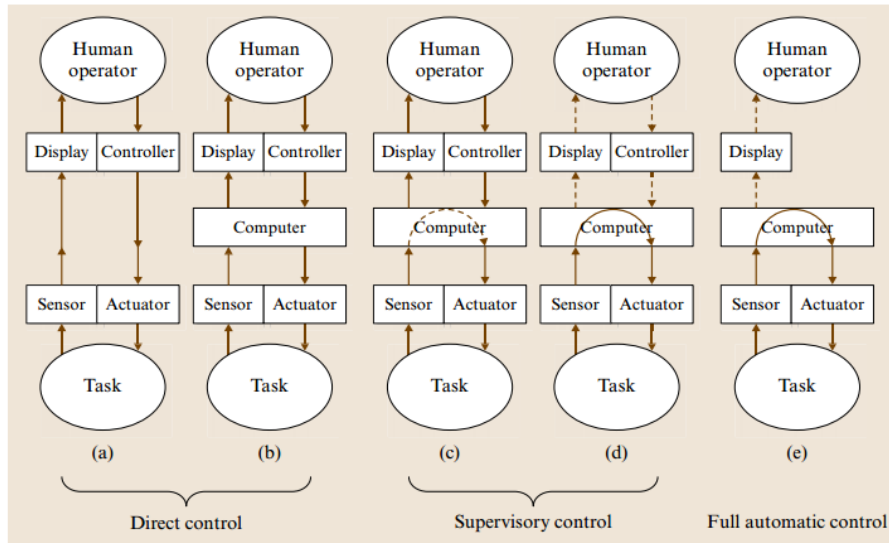 Human operator
Human operator
Human operator
Human operator
Human operator
Display Controller
Display Controller
Display Controller
Display Controller
Display
Computer
Computer
Computer
Computer
Sensor Actuator
Sensor Actuator
Sensor Actuator
Sensor Actuator
Sensor Actuator
Task
Task
Task
Task
Task
(a)
(b)
(c)
(d)
(e)
Direct control
Supervisory control
Full automatic control